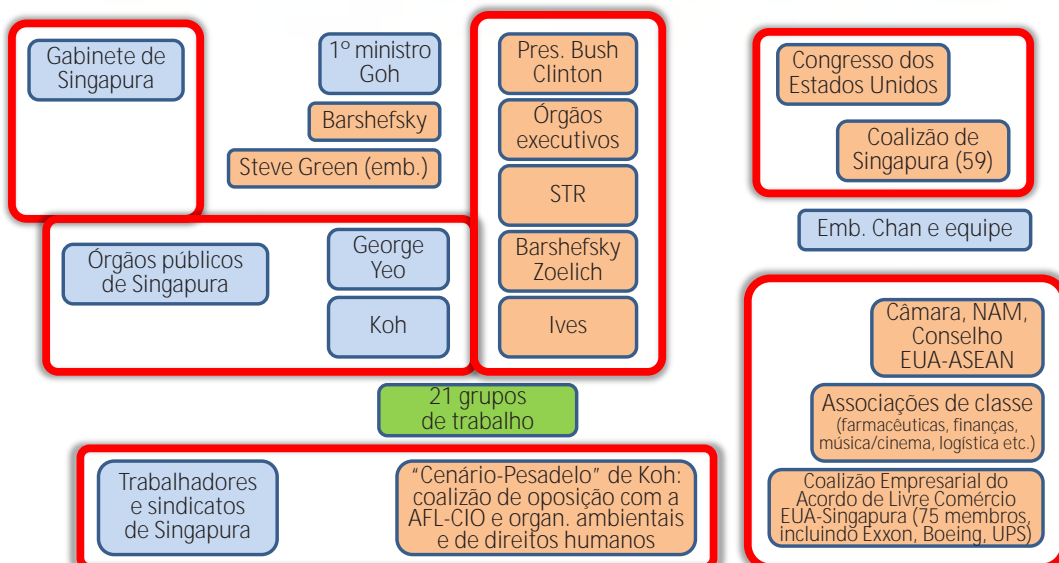 Gabinete de
Singapura
1º ministro
Goh
Barshefsky
Steve Green (emb.)
Pres. Bush
Clinton
Órgãos
executivos
STR
Barshefsky
Zoelich
Ives
Congresso dos
Estados Unidos
Coalizão de
Singapura (59)
Emb. Chan e equipe
Órgãos públicos
de Singapura
George
Yeo
Koh
21 grupos
de trabalho
Câmara, NAM,
Conselho
EUA-ASEAN
Associações de classe
(farmacêuticas, finanças,
música/cinema, logística etc.)
Coalizão Empresarial do
Acordo de Livre Comércio
EUA-Singapura (75 membros,
incluindo Exxon, Boeing, UPS)
Trabalhadores
e sindicatos
de Singapura
"Cenário-Pesadelo" de Koh:
coalizão de oposição com a
AFL-CIO e organ. ambientais
e de direitos humanos